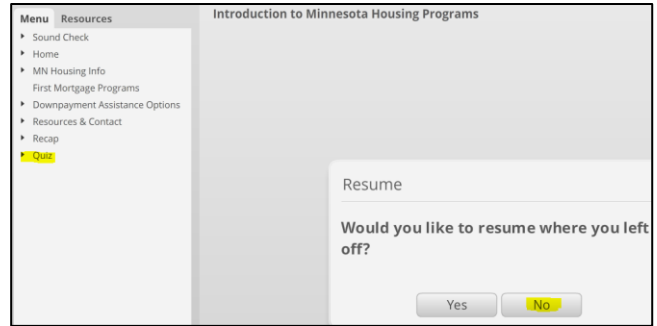 Menu Resources
Introduction to Minnesota Housing Programs
Sound Check
Home
MN Housing Info
First Mortgage Programs
Downpayment Assistance Options
Resources & Contact
Recap
Quiz
Resume
Would you like to resume where you left
off?
Yes No